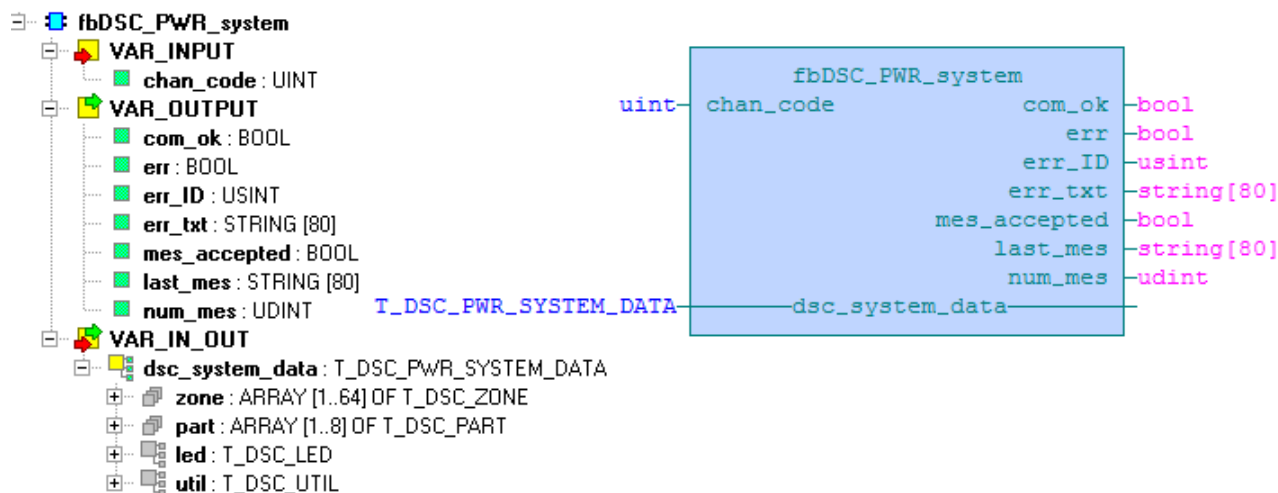 fbDSC_PWR_system
VAR_INPUT
chan_code : UINT
VAR_OUTPUT
com_ok : BOOL
err : BOOL
err_ID : USINT
err_txt : STRING [80]
mes_accepted : BOOL
last_mes : STRING [80]
num_mes : UDINT
VAR_IN_OUT
dsc_system_data : T_DSC_PWR_SYSTEM_DATA
zone : ARRAY [1..64] OF T_DSC_ZONE
part : ARRAY [1..8] OF T_DSC_PART
led : T_DSC_LED
util : T_DSC_UTIL
fbDSC_PWR_system
uint chan_code com_ok bool
err bool
err_ID usint
err_txt string[80]
mes_accepted bool
last_mes string[80]
num_mes udint
T_DSC_PWR_SYSTEM_DATA dsc_system_data